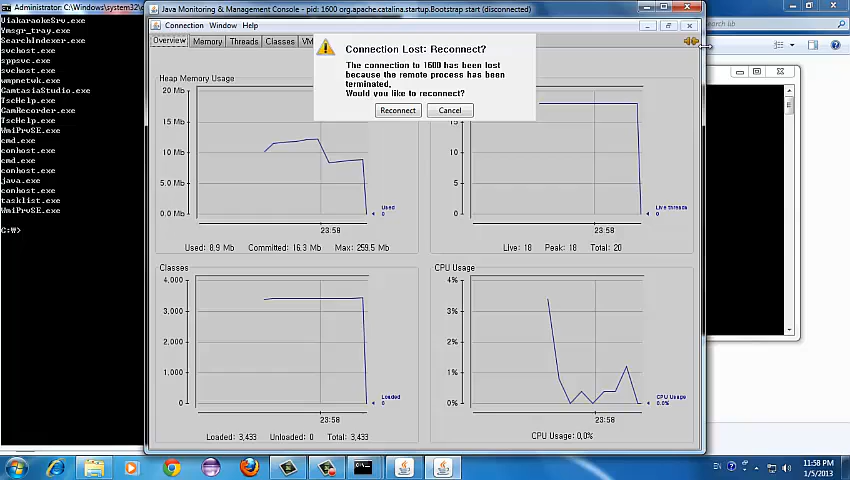 Administrator: C:\Windows\system32\
ViakaraokeSrv.exe
Ymsgr_tray.exe
SearchIndexer.exe
svchost.exe
sppsvc.exe
svchost.exe
wmpnetwk.exe
CamtasiaStudio.exe
TscHelp.exe
CamRecorder.exe
TscHelp.exe
WmiPrvSE.exe
cmd.exe
conhost.exe
cmd.exe
conhost.exe
java.exe
conhost.exe
tasklist.exe
WmiPrvSE.exe
C:\>
Java Monitoring & Management Console - pid: 1600 org.apache.catalina.startup.Bootstrap start (disconnected)
Connection Window Help
Overview Memory Threads Classes VM
Connection Lost: Reconnect?
The connection to 1600 has been lost
because the remote process has been
terminated.
Would you like to reconnect?
Reconnect Cancel
Heap Memory Usage
20 Mb
15 Mb
10 Mb
5.0 Mb
0.0 Mb
Used
0
23:58
Used: 8.9 Mb Committed: 16.3 Mb Max: 259.5 Mb
15
10
5
0
Live threads
0
23:58
Live: 18 Peak: 18 Total: 20
Classes
4,000
3,000
2,000
1,000
0
Loaded
0
23:58
Loaded: 3,433 Unloaded: 0 Total: 3,433
CPU Usage
4%
3%
2%
1%
0%
CPU Usage
0.0%
23:58
CPU Usage: 0.0%
EN
11:58 PM
1/5/2013